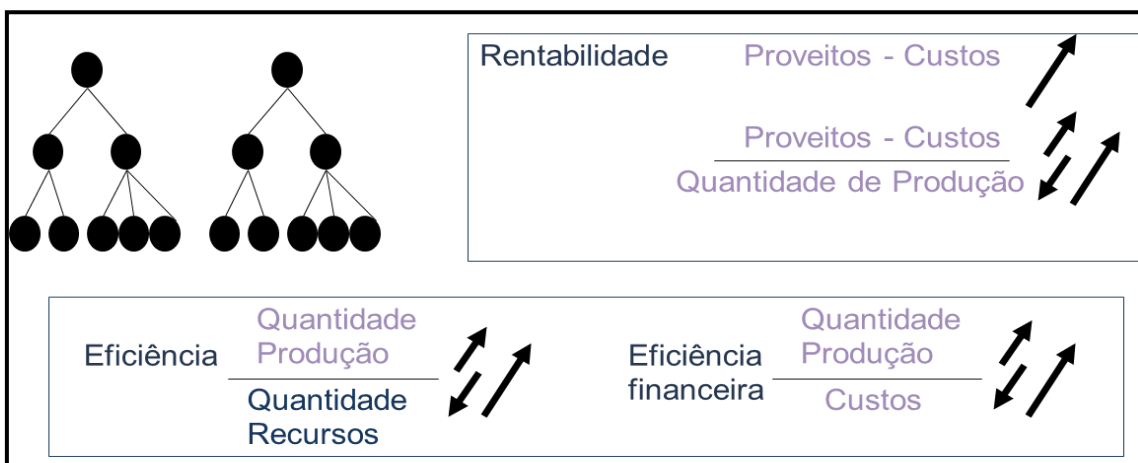 Rentabilidade
Proveitos - Custos
Proveitos - Custos
Quantidade de Produção
Eficiência
Quantidade
Produção
Quantidade
Recursos
Eficiência
financeira
Quantidade
Produção
Custos